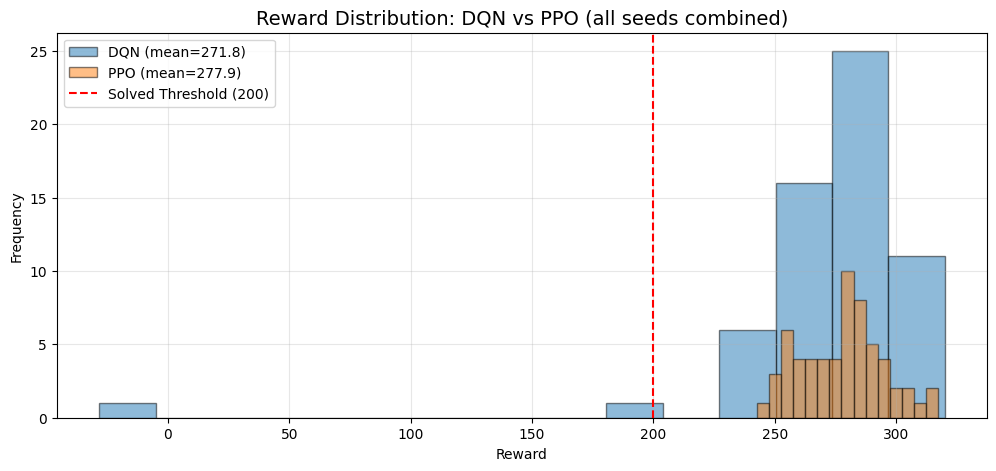 Reward Distribution: DQN vs PPO (all seeds combined)
DQN (mean=271.8)
PPO (mean=277.9)
Solved Threshold (200)
25
20
15
10
5
0
Frequency
0 50 100 150 200 250 300
Reward